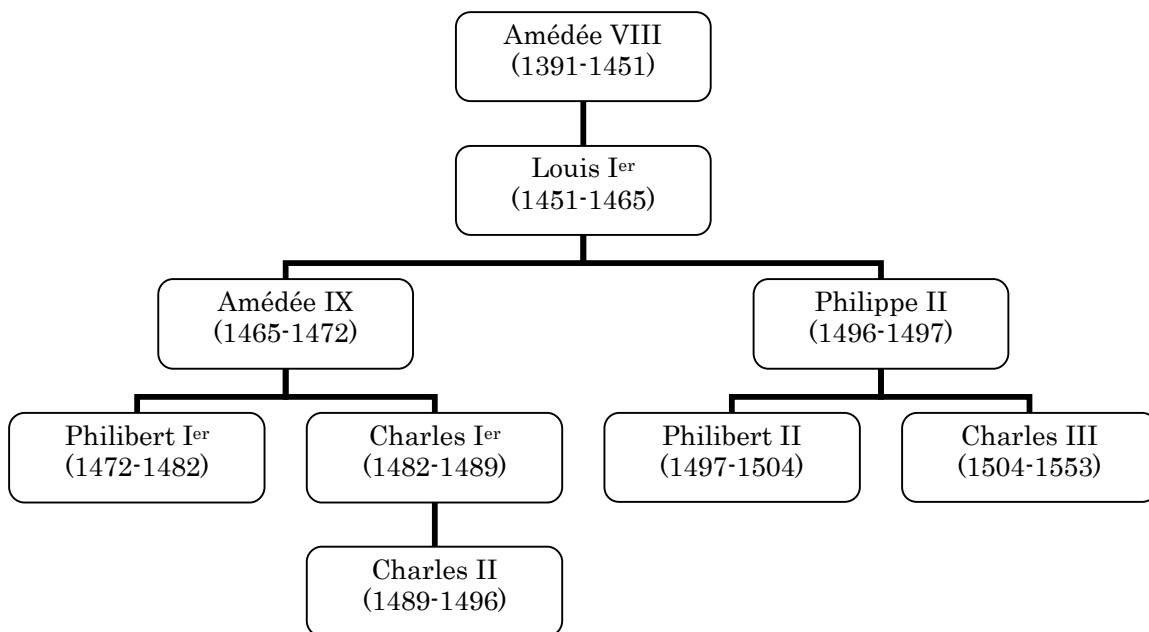 Amédée VIII
(1391-1451)
Louis Iᵉʳ
(1451-1465)
Amédée IX
(1465-1472)
Philippe II
(1496-1497)
Philibert Iᵉʳ
(1472-1482)
Charles Iᵉʳ
(1482-1489)
Philibert II
(1497-1504)
Charles III
(1504-1553)
Charles II
(1489-1496)